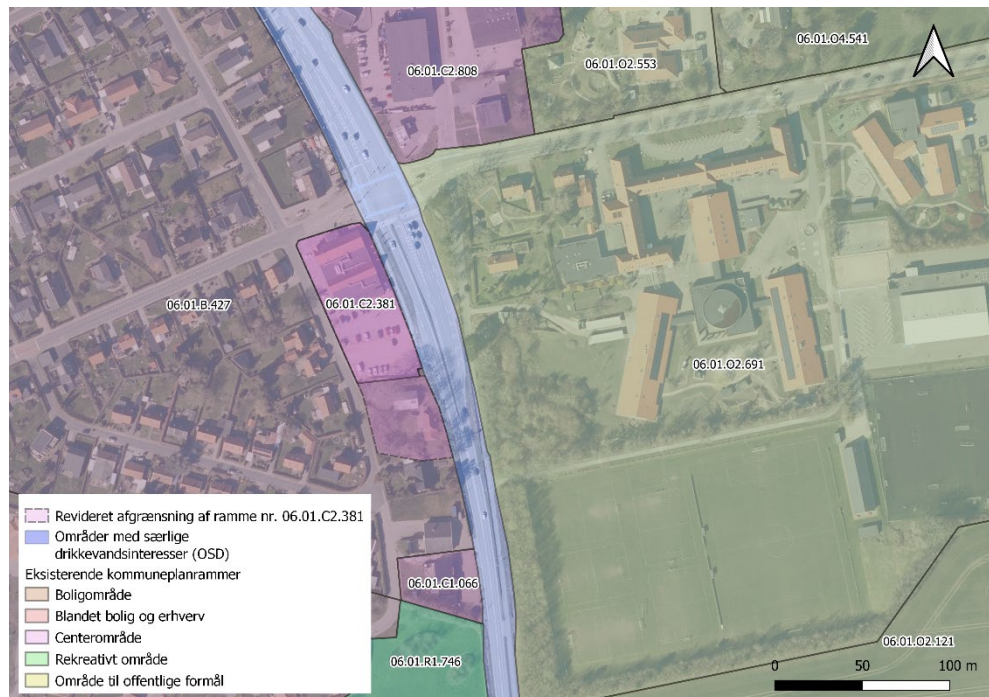 06.01.O4.541
06.01.C2.808
06.01.O2.553
06.01.B.427
06.01.C2.381
06.01.O2.691
06.01.C1.066
06.01.R1.746
06.01.O2.121
Revideret afgrænsning af ramme nr. 06.01.C2.381
Områder med særlige
drikkevandsinteresser (OSD)
Eksisterende kommuneplanrammer
Boligområde
Blandet bolig og erhverv
Centerområde
Rekreativt område
Område til offentlige formål
0 50 100 m